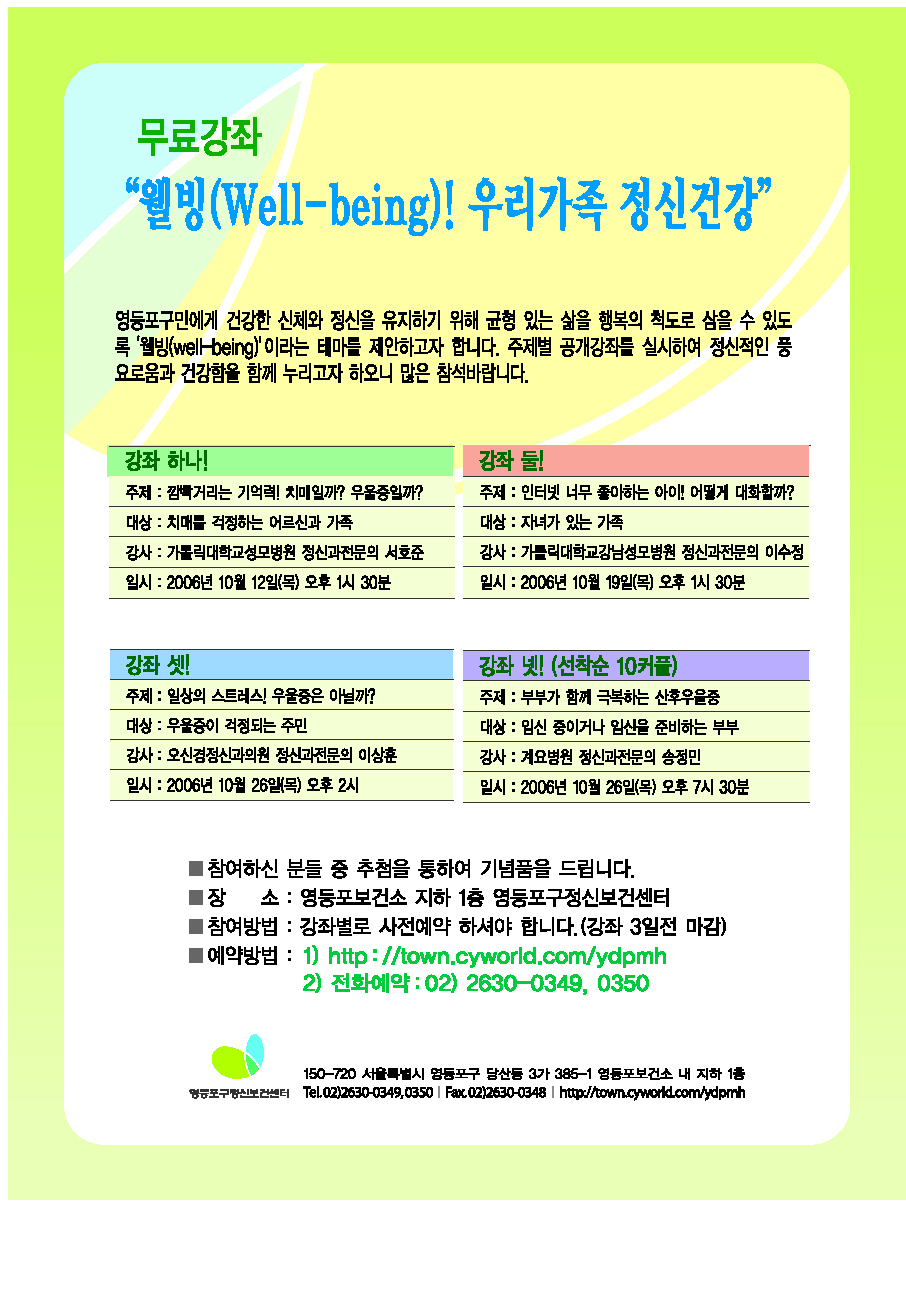 무료강좌
“웰빙(Well-being)! 우리가족 정신건강”
영등포구민에게 건강한 신체와 정신을 유지하기 위해 균형 있는 삶을 행복의 척도로 삼을 수 있도
록 '웰빙(well-being)'이라는 테마를 제안하고자 합니다. 주제별 공개강좌를 실시하여 정신적인 풍
요로움과 건강함을 함께 누리고자 하오니 많은 참석바랍니다.
강좌 하나!
주제 : 깜빡거리는 기억력! 치매일까? 우울증일까?
대상 : 치매를 걱정하는 어르신과 가족
강사 : 가톨릭대학교성모병원 정신과전문의 서호준
일시 : 2006년 10월 12일(목) 오후 1시 30분
강좌 둘!
주제 : 인터넷 너무 좋아하는 아이! 어떻게 대화할까?
대상 : 자녀가 있는 가족
강사 : 가톨릭대학교강남성모병원 정신과전문의 이수정
일시 : 2006년 10월 19일(목) 오후 1시 30분
강좌 셋!
주제 : 일상의 스트레스! 우울증은 아닐까?
대상 : 우울증이 걱정되는 주민
강사 : 오신경정신과의원 정신과전문의 이상훈
일시 : 2006년 10월 26일(목) 오후 2시
강좌 넷! (선착순 10커플)
주제 : 부부가 함께 극복하는 산후우울증
대상 : 임신 중이거나 임신을 준비하는 부부
강사 : 계요병원 정신과전문의 송정민
일시 : 2006년 10월 26일(목) 오후 7시 30분
■ 참여하신 분들 중 추첨을 통하여 기념품을 드립니다.
■ 장 소 : 영등포보건소 지하 1층 영등포구정신보건센터
■ 참여방법 : 강좌별로 사전예약 하셔야 합니다.(강좌 3일전 마감)
■ 예약방법 : 1) http://town.cyworld.com/ydpmh
2) 전화예약 : 02) 2630-0349, 0350
영등포구정신보건센터
150-720 서울특별시 영등포구 당산동 3가 385-1 영등포보건소 내 지하 1층
Tel.02)2630-0349,0350 | Fax.02)2630-0348 | http://town.cyworld.com/ydpmh